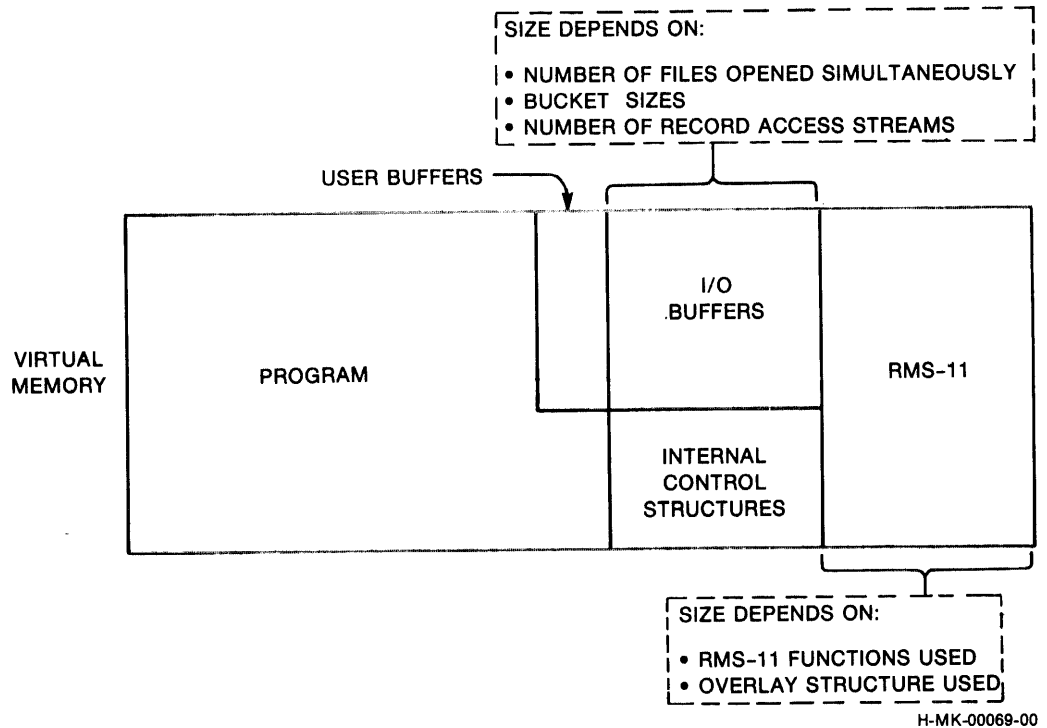 SIZE DEPENDS ON:
• NUMBER OF FILES OPENED SIMULTANEOUSLY
• BUCKET SIZES
• NUMBER OF RECORD ACCESS STREAMS
USER BUFFERS
I/O
.BUFFERS
VIRTUAL
MEMORY
PROGRAM
RMS-11
INTERNAL
CONTROL
STRUCTURES
SIZE DEPENDS ON:
• RMS-11 FUNCTIONS USED
• OVERLAY STRUCTURE USED
H-MK-00069-00